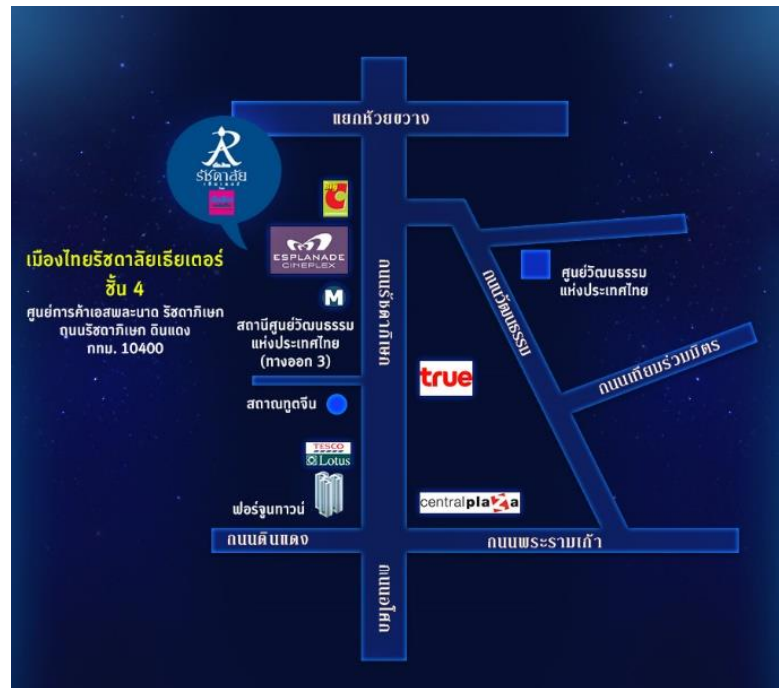 แยกห้วยขวาง
รัชดาลัย
เธียเตอร์
เมืองไทยรัชดาลัยเธียเตอร์
ชั้น 4
ศูนย์การค้าเอสพละนาด รัชดาภิเษก
ถนนรัชดาภิเษก ดินแดง
กทม. 10400
Big
C
ESPLANADE
CINEPLEX
M
สถานีศูนย์วัฒนธรรม
แห่งประเทศไทย
(ทางออก 3)
สถาณทูตจีน
TESCO
Lotus
ฟอร์จูนทาวน์
ถนนรัชดาภิเษก
ถนนวัฒนธรรม
ศูนย์วัฒนธรรม
แห่งประเทศไทย
ถนนเทียมร่วมมิตร
true
centralplaza
ถนนดินแดง
ถนนพระรามเก้า
ถนนอโศก